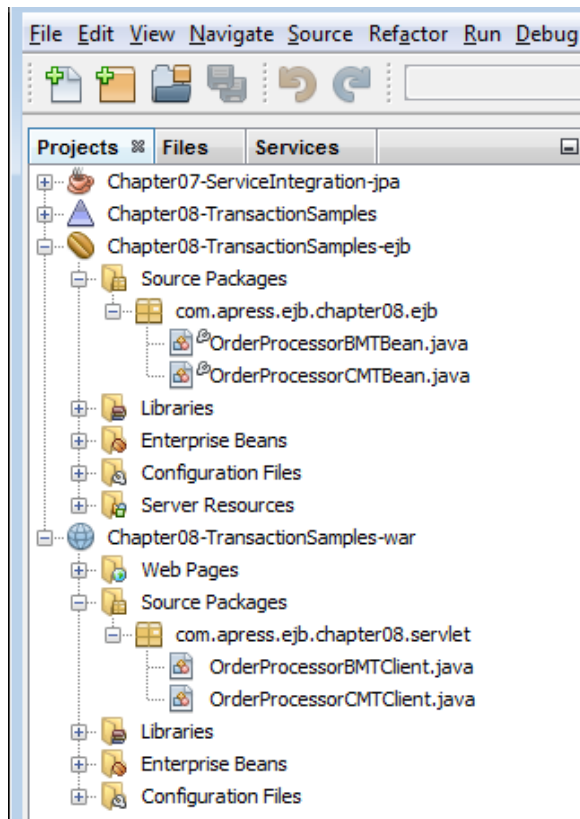 File Edit View Navigate Source Refactor Run Debug
Projects Files Services
Chapter07-ServiceIntegration-jpa
Chapter08-TransactionSamples
Chapter08-TransactionSamples-ejb
Source Packages
com.apress.ejb.chapter08.ejb
OrderProcessorBMTBean.java
OrderProcessorCMTBean.java
Libraries
Enterprise Beans
Configuration Files
Server Resources
Chapter08-TransactionSamples-war
Web Pages
Source Packages
com.apress.ejb.chapter08.servlet
OrderProcessorBMTClient.java
OrderProcessorCMTClient.java
Libraries
Enterprise Beans
Configuration Files